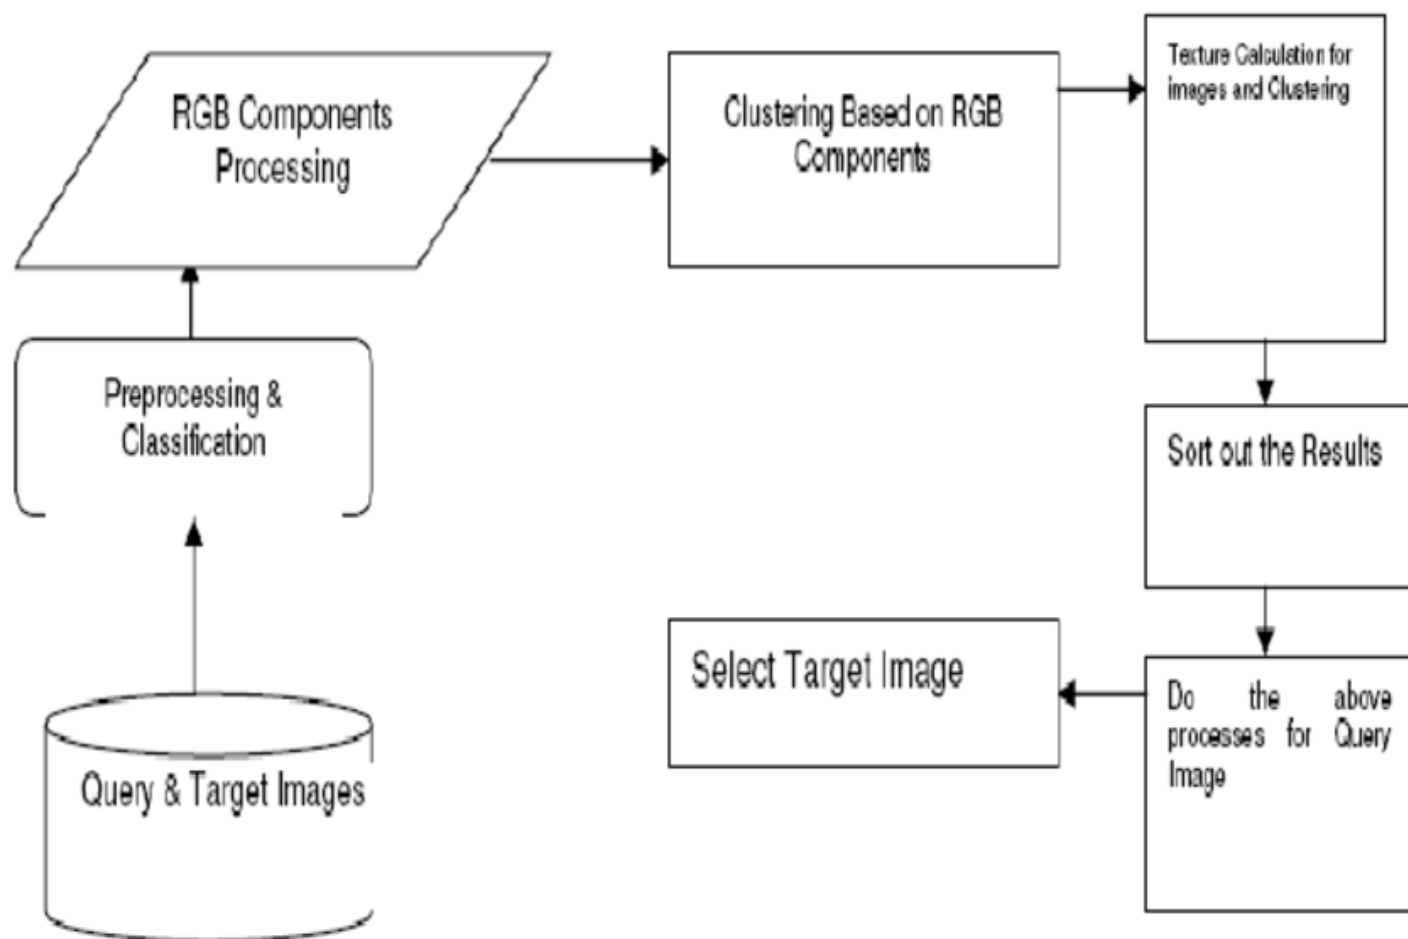 RGB Components
Processing
Clustering Based on RGB
Components
Texture Calculation for
images and Clustering
Preprocessing &
Classification
Sort out the Results
Select Target Image
Do the above
processes for Query
Image
Query & Target Images